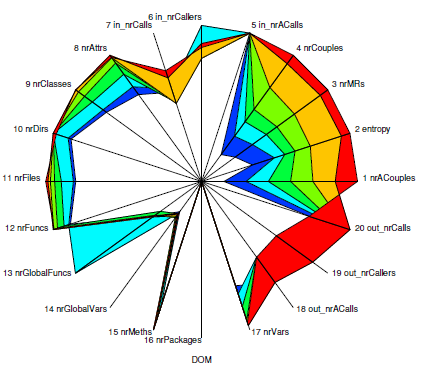 6 in_nrCallers
7 in_nrCalls
5 in_nrACalls
8 nrAttrs
4 nrCouples
9 nrClasses
3 nrMRs
10 nrDirs
2 entropy
11 nrFiles
1 nrACouples
12 nrFuncs
20 out_nrCalls
13 nrGlobalFuncs
19 out_nrCallers
14 nrGlobalVars
18 out_nrACalls
15 nrMeths
17 nrVars
16 nrPackages
DOM